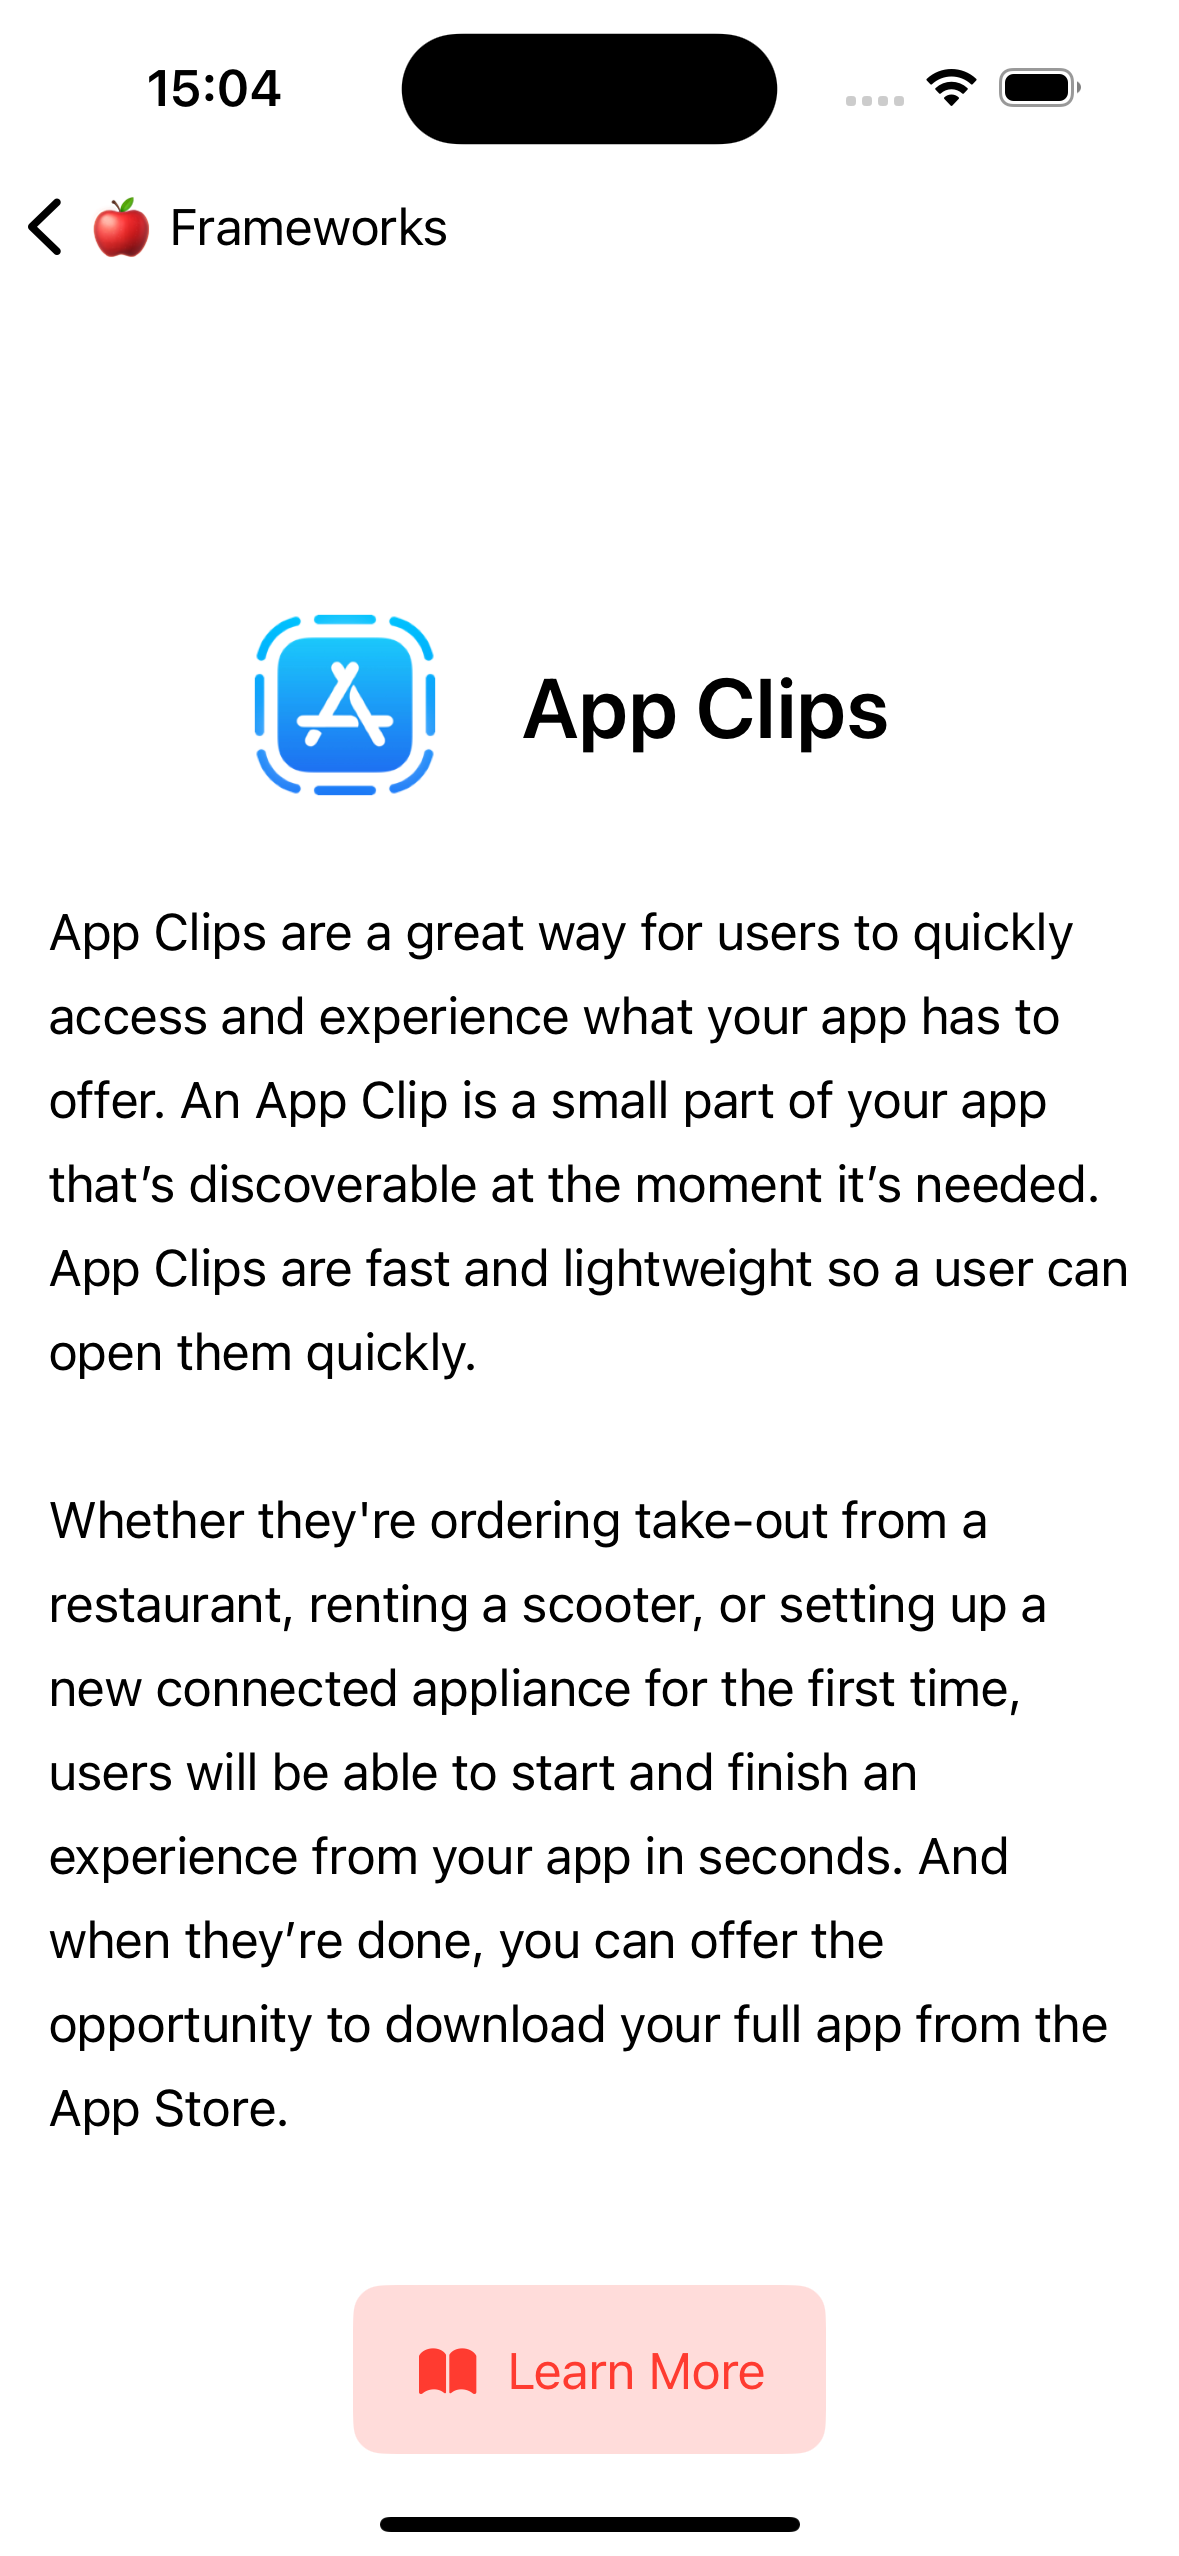 15:04
🍎 Frameworks
App Clips
App Clips are a great way for users to quickly
access and experience what your app has to
offer. An App Clip is a small part of your app
that’s discoverable at the moment it’s needed.
App Clips are fast and lightweight so a user can
open them quickly.
Whether they're ordering take-out from a
restaurant, renting a scooter, or setting up a
new connected appliance for the first time,
users will be able to start and finish an
experience from your app in seconds. And
when they’re done, you can offer the
opportunity to download your full app from the
App Store.
Learn More